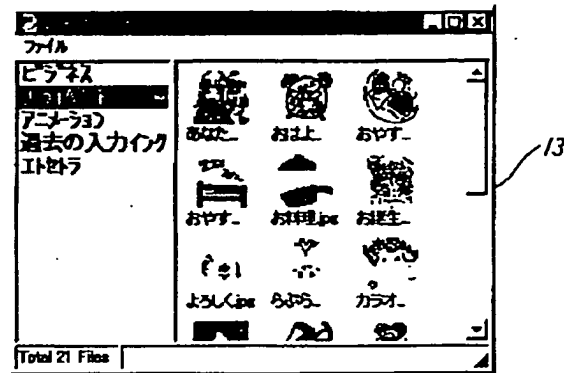 ファイル
ビジネス
アニメーション
過去の入力インク
エトセトラ
あなた_ おはよ_ おやす_
おやす_ お料理.jpg お誕生_
よろしく.jpg らぶら_ カラオ_
Total 21 Files
13